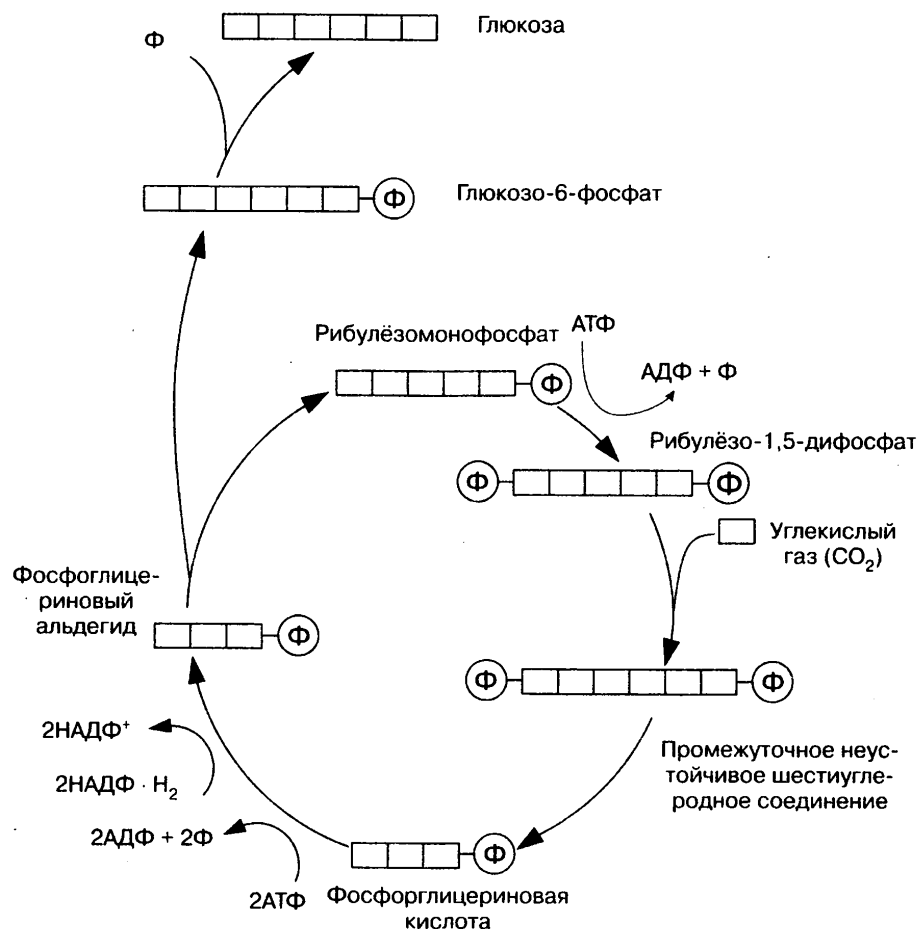 Глюкоза
Ф
Ф
Глюкозо-6-фосфат
Рибулёзомонофосфат
АТФ
Ф
АДФ + Ф
Рибулёзо-1,5-дифосфат
Ф
Ф
Углекислый
газ (CO₂)
Фосфоглице-
риновый
альдегид
Ф
Ф
Ф
Промежуточное неус-
тойчивое шестиугле-
родное соединение
2НАДФ⁺
2НАДФ · H₂
2АДФ + 2Ф
2АТФ
Ф
Фосфорглицериновая
кислота